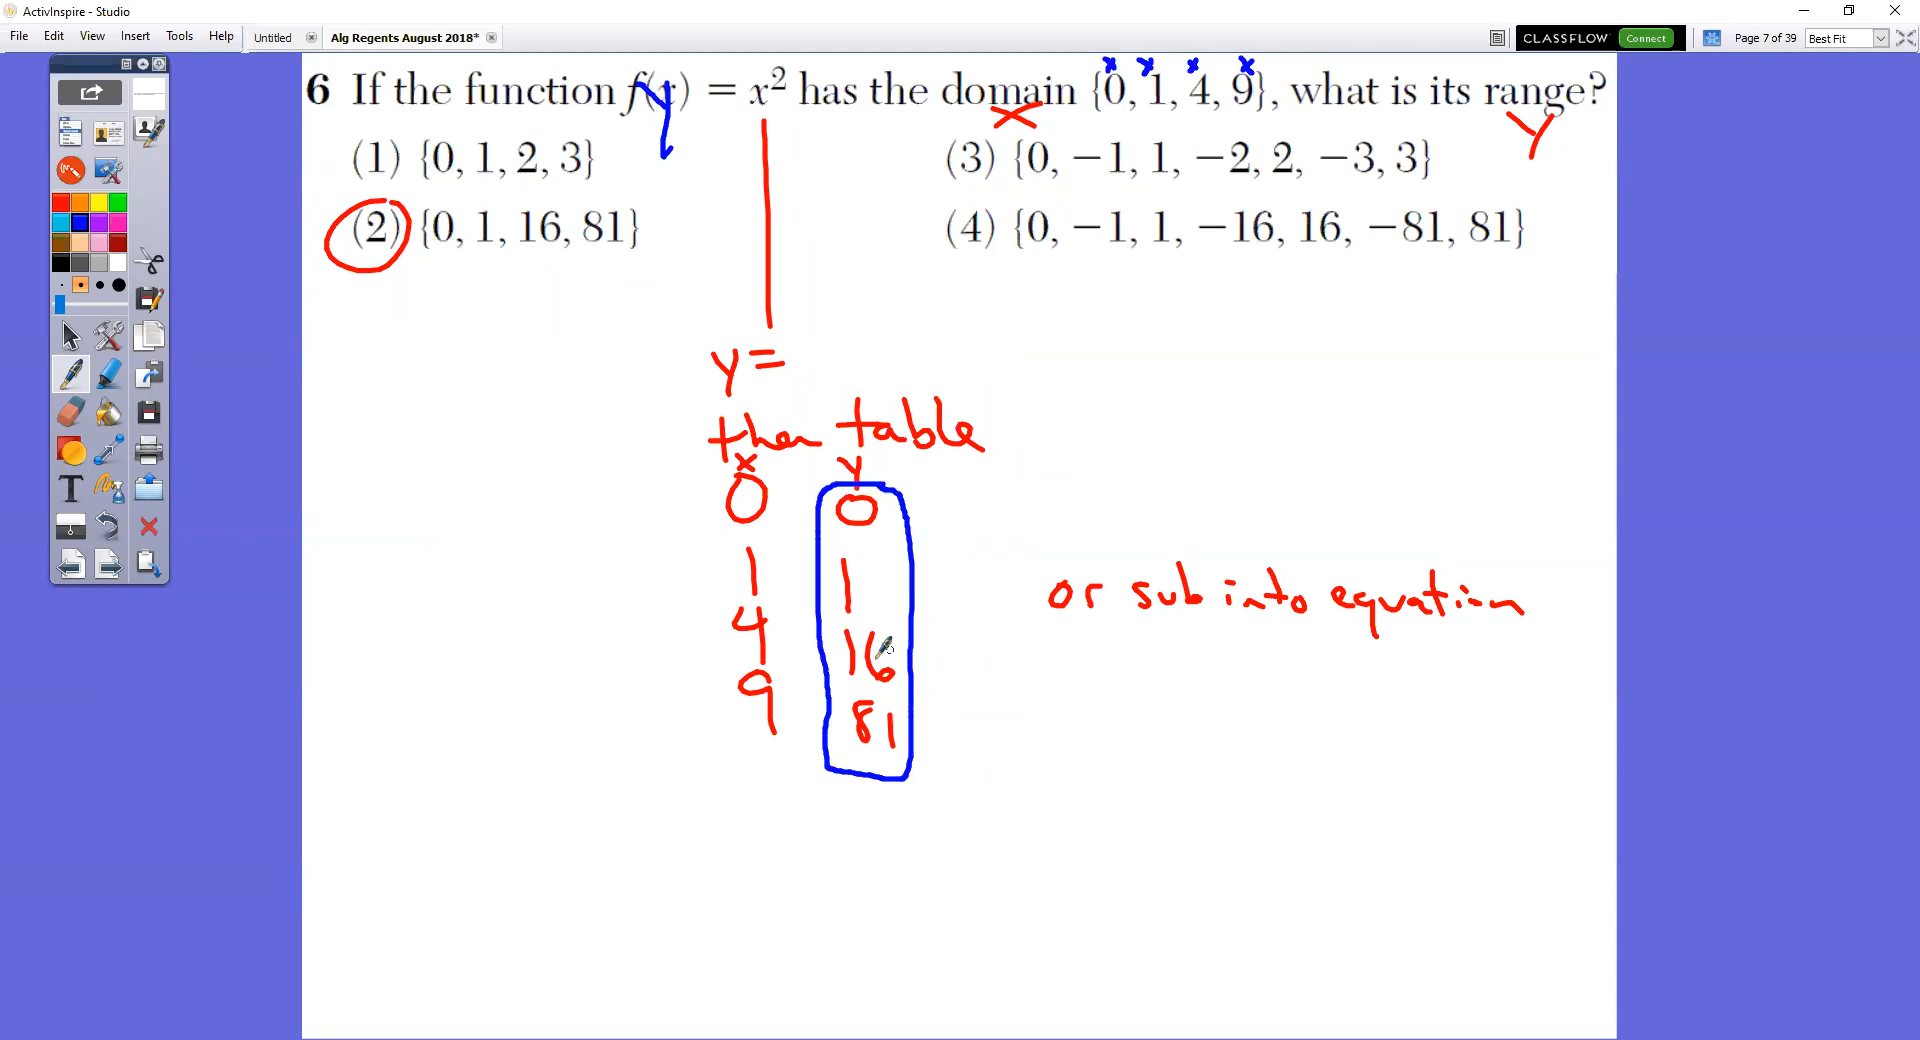 ActivInspire - Studio
File Edit View Insert Tools Help
Untitled
Alg Regents August 2018*
CLASSFLOW Connect
Page 7 of 39
Best Fit
x x x x
6 If the function f(x) = x² has the domain {0, 1, 4, 9}, what is its range?
y
x
Y
(1) {0, 1, 2, 3}
(3) {0, −1, 1, −2, 2, −3, 3}
(2) {0, 1, 16, 81}
(4) {0, −1, 1, −16, 16, −81, 81}
y =
then table
x y
0 0
1 1
4 16
9 81
or sub into equation